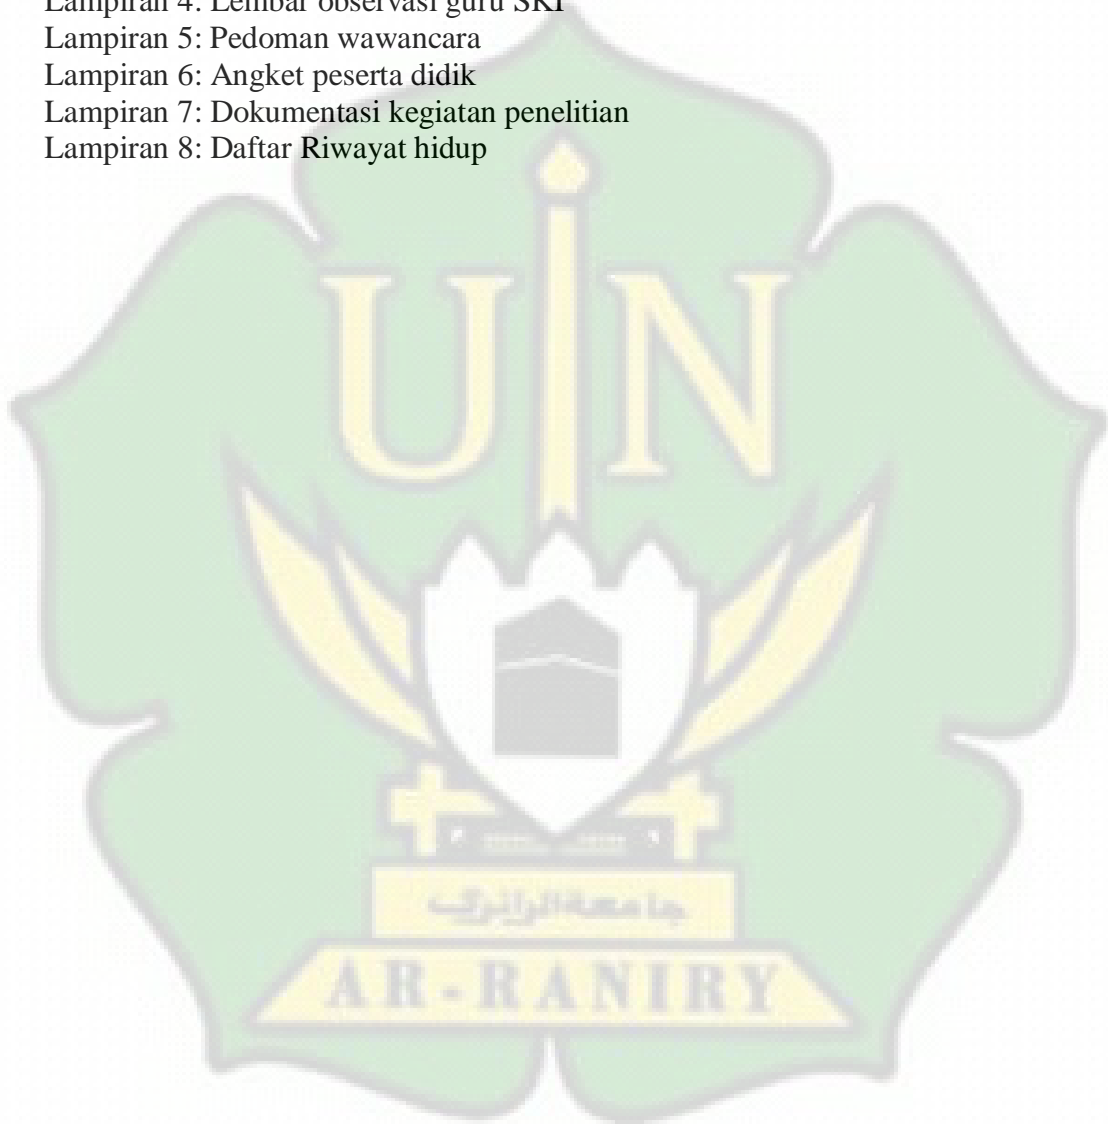 Lampiran 4: Lembar observasi guru SKI
Lampiran 5: Pedoman wawancara
Lampiran 6: Angket peserta didik
Lampiran 7: Dokumentasi kegiatan penelitian
Lampiran 8: Daftar Riwayat hidup
UIN
جامعةالرانرك
AR-RANIRY